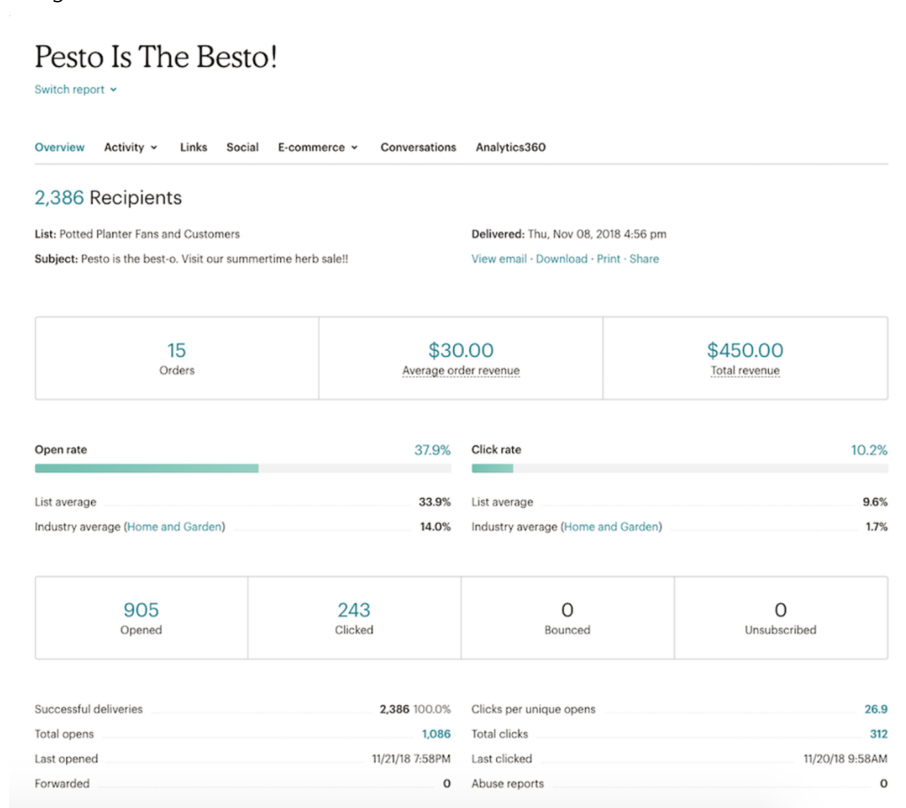 Pesto Is The Besto!
Switch report
Overview Activity Links Social E-commerce Conversations Analytics360
2,386 Recipients
List: Potted Planter Fans and Customers Delivered: Thu, Nov 08, 2018 4:56 pm
Subject: Pesto is the best-o. Visit our summertime herb sale!! View email · Download · Print · Share
15 $30.00 $450.00
Orders Average order revenue Total revenue
Open rate 37.9% Click rate 10.2%
List average 33.9% List average 9.6%
Industry average (Home and Garden) 14.0% Industry average (Home and Garden) 1.7%
905 243 0 0
Opened Clicked Bounced Unsubscribed
Successful deliveries 2,386 100.0% Clicks per unique opens 26.9
Total opens 1,086 Total clicks 312
Last opened 11/21/18 7:58PM Last clicked 11/20/18 9:58AM
Forwarded 0 Abuse reports 0